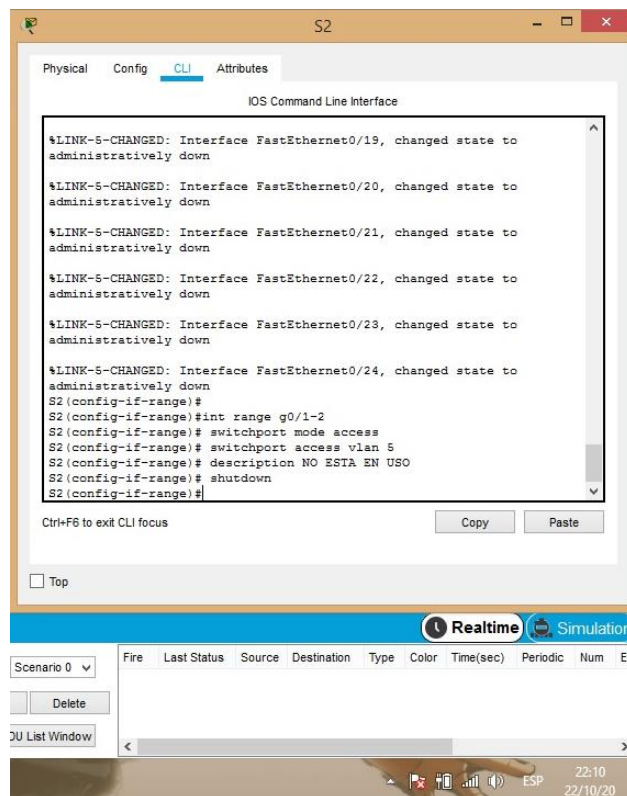 S2
Physical Config CLI Attributes
IOS Command Line Interface
%LINK-5-CHANGED: Interface FastEthernet0/19, changed state to
administratively down
%LINK-5-CHANGED: Interface FastEthernet0/20, changed state to
administratively down
%LINK-5-CHANGED: Interface FastEthernet0/21, changed state to
administratively down
%LINK-5-CHANGED: Interface FastEthernet0/22, changed state to
administratively down
%LINK-5-CHANGED: Interface FastEthernet0/23, changed state to
administratively down
%LINK-5-CHANGED: Interface FastEthernet0/24, changed state to
administratively down
S2(config-if-range)#
S2(config-if-range)#int range g0/1-2
S2(config-if-range)# switchport mode access
S2(config-if-range)# switchport access vlan 5
S2(config-if-range)# description NO ESTA EN USO
S2(config-if-range)# shutdown
S2(config-if-range)#
Ctrl+F6 to exit CLI focus Copy Paste
Top
Realtime Simulation
Scenario 0 Fire Last Status Source Destination Type Color Time(sec) Periodic Num E
Delete
DU List Window
ESP 22:10
22/10/20